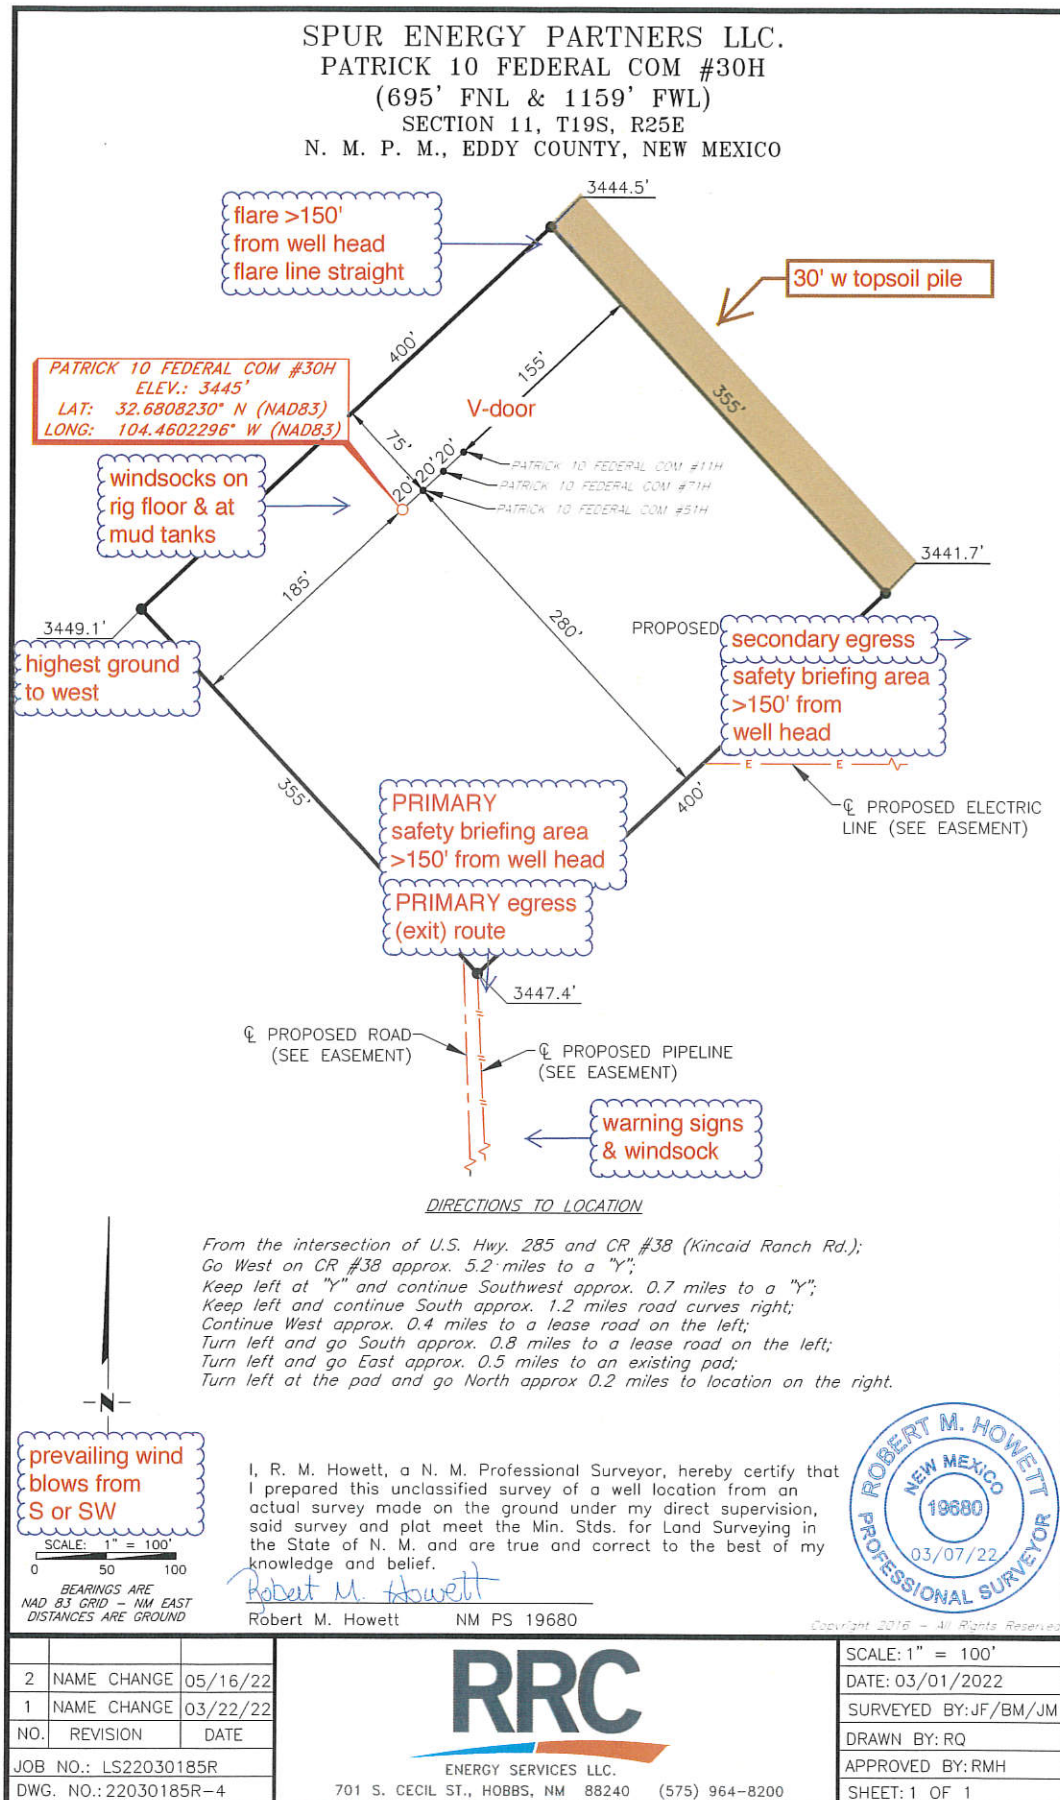 SPUR ENERGY PARTNERS LLC.
PATRICK 10 FEDERAL COM #30H
(695' FNL & 1159' FWL)
SECTION 11, T19S, R25E
N. M. P. M., EDDY COUNTY, NEW MEXICO
3444.5'
flare >150'
from well head
flare line straight
30' w topsoil pile
400'
155'
355'
PATRICK 10 FEDERAL COM #30H
ELEV.: 3445'
LAT: 32.6808230° N (NAD83)
LONG: 104.4602296° W (NAD83)
V-door
75'
20' 20' 20'
PATRICK 10 FEDERAL COM #11H
PATRICK 10 FEDERAL COM #71H
PATRICK 10 FEDERAL COM #51H
windsocks on
rig floor & at
mud tanks
3441.7'
185'
280'
3449.1'
PROPOSED
secondary egress
highest ground
to west
safety briefing area
>150' from
well head
E E
355'
400'
℄ PROPOSED ELECTRIC
LINE (SEE EASEMENT)
PRIMARY
safety briefing area
>150' from well head
PRIMARY egress
(exit) route
3447.4'
℄ PROPOSED ROAD
(SEE EASEMENT)
℄ PROPOSED PIPELINE
(SEE EASEMENT)
warning signs
& windsock
DIRECTIONS TO LOCATION
From the intersection of U.S. Hwy. 285 and CR #38 (Kincaid Ranch Rd.);
Go West on CR #38 approx. 5.2 miles to a "Y";
Keep left at "Y" and continue Southwest approx. 0.7 miles to a "Y";
Keep left and continue South approx. 1.2 miles road curves right;
Continue West approx. 0.4 miles to a lease road on the left;
Turn left and go South approx. 0.8 miles to a lease road on the left;
Turn left and go East approx. 0.5 miles to an existing pad;
Turn left at the pad and go North approx 0.2 miles to location on the right.
N
prevailing wind
blows from
S or SW
SCALE: 1" = 100'
0 50 100
BEARINGS ARE
NAD 83 GRID – NM EAST
DISTANCES ARE GROUND
I, R. M. Howett, a N. M. Professional Surveyor, hereby certify that
I prepared this unclassified survey of a well location from an
actual survey made on the ground under my direct supervision,
said survey and plat meet the Min. Stds. for Land Surveying in
the State of N. M. and are true and correct to the best of my
knowledge and belief.
Robert M. Howett
Robert M. Howett NM PS 19680
ROBERT M. HOWETT
NEW MEXICO
19680
03/07/22
PROFESSIONAL SURVEYOR
Copyright 2016 – All Rights Reserved
2 NAME CHANGE 05/16/22
1 NAME CHANGE 03/22/22
NO. REVISION DATE
JOB NO.: LS22030185R
DWG. NO.: 22030185R-4
RRC
ENERGY SERVICES LLC.
701 S. CECIL ST., HOBBS, NM 88240 (575) 964-8200
SCALE: 1" = 100'
DATE: 03/01/2022
SURVEYED BY: JF/BM/JM
DRAWN BY: RQ
APPROVED BY: RMH
SHEET: 1 OF 1